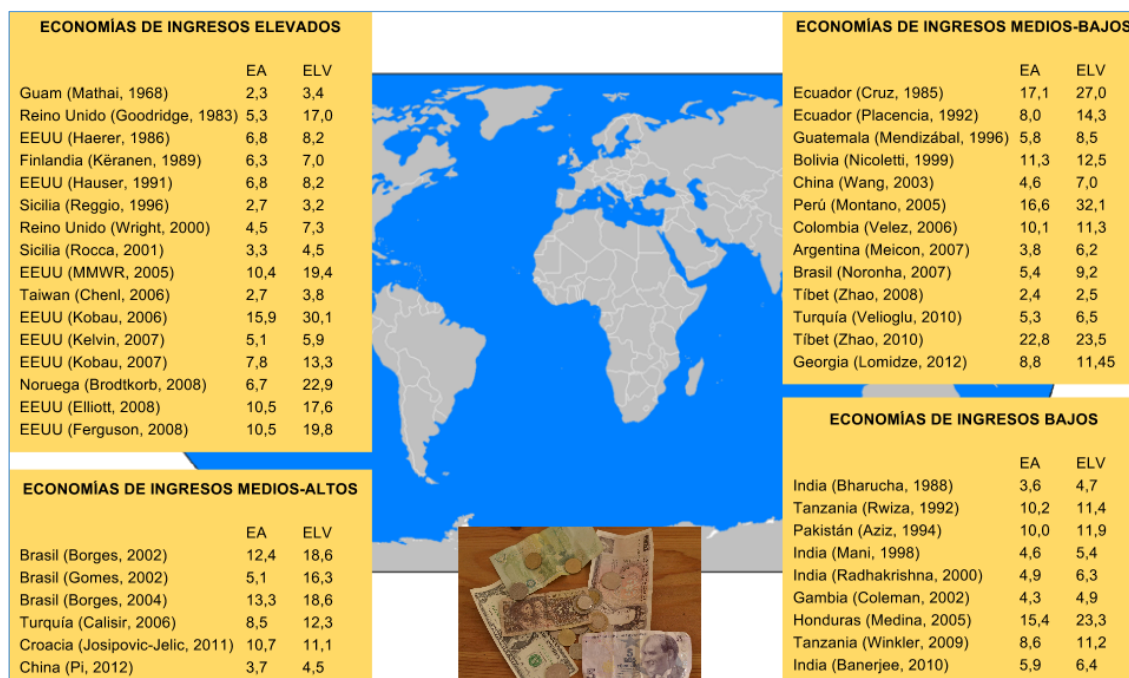 ECONOMÍAS DE INGRESOS ELEVADOS
EA ELV
Guam (Mathai, 1968) 2,3 3,4
Reino Unido (Goodridge, 1983) 5,3 17,0
EEUU (Haerer, 1986) 6,8 8,2
Finlandia (Këranen, 1989) 6,3 7,0
EEUU (Hauser, 1991) 6,8 8,2
Sicilia (Reggio, 1996) 2,7 3,2
Reino Unido (Wright, 2000) 4,5 7,3
Sicilia (Rocca, 2001) 3,3 4,5
EEUU (MMWR, 2005) 10,4 19,4
Taiwan (Chenl, 2006) 2,7 3,8
EEUU (Kobau, 2006) 15,9 30,1
EEUU (Kelvin, 2007) 5,1 5,9
EEUU (Kobau, 2007) 7,8 13,3
Noruega (Brodtkorb, 2008) 6,7 22,9
EEUU (Elliott, 2008) 10,5 17,6
EEUU (Ferguson, 2008) 10,5 19,8
ECONOMÍAS DE INGRESOS MEDIOS-ALTOS
EA ELV
Brasil (Borges, 2002) 12,4 18,6
Brasil (Gomes, 2002) 5,1 16,3
Brasil (Borges, 2004) 13,3 18,6
Turquía (Calisir, 2006) 8,5 12,3
Croacia (Josipovic-Jelic, 2011) 10,7 11,1
China (Pi, 2012) 3,7 4,5
ECONOMÍAS DE INGRESOS MEDIOS-BAJOS
EA ELV
Ecuador (Cruz, 1985) 17,1 27,0
Ecuador (Placencia, 1992) 8,0 14,3
Guatemala (Mendizábal, 1996) 5,8 8,5
Bolivia (Nicoletti, 1999) 11,3 12,5
China (Wang, 2003) 4,6 7,0
Perú (Montano, 2005) 16,6 32,1
Colombia (Velez, 2006) 10,1 11,3
Argentina (Meicon, 2007) 3,8 6,2
Brasil (Noronha, 2007) 5,4 9,2
Tíbet (Zhao, 2008) 2,4 2,5
Turquía (Velioglu, 2010) 5,3 6,5
Tíbet (Zhao, 2010) 22,8 23,5
Georgia (Lomidze, 2012) 8,8 11,45
ECONOMÍAS DE INGRESOS BAJOS
EA ELV
India (Bharucha, 1988) 3,6 4,7
Tanzania (Rwiza, 1992) 10,2 11,4
Pakistán (Aziz, 1994) 10,0 11,9
India (Mani, 1998) 4,6 5,4
India (Radhakrishna, 2000) 4,9 6,3
Gambia (Coleman, 2002) 4,3 4,9
Honduras (Medina, 2005) 15,4 23,3
Tanzania (Winkler, 2009) 8,6 11,2
India (Banerjee, 2010) 5,9 6,4